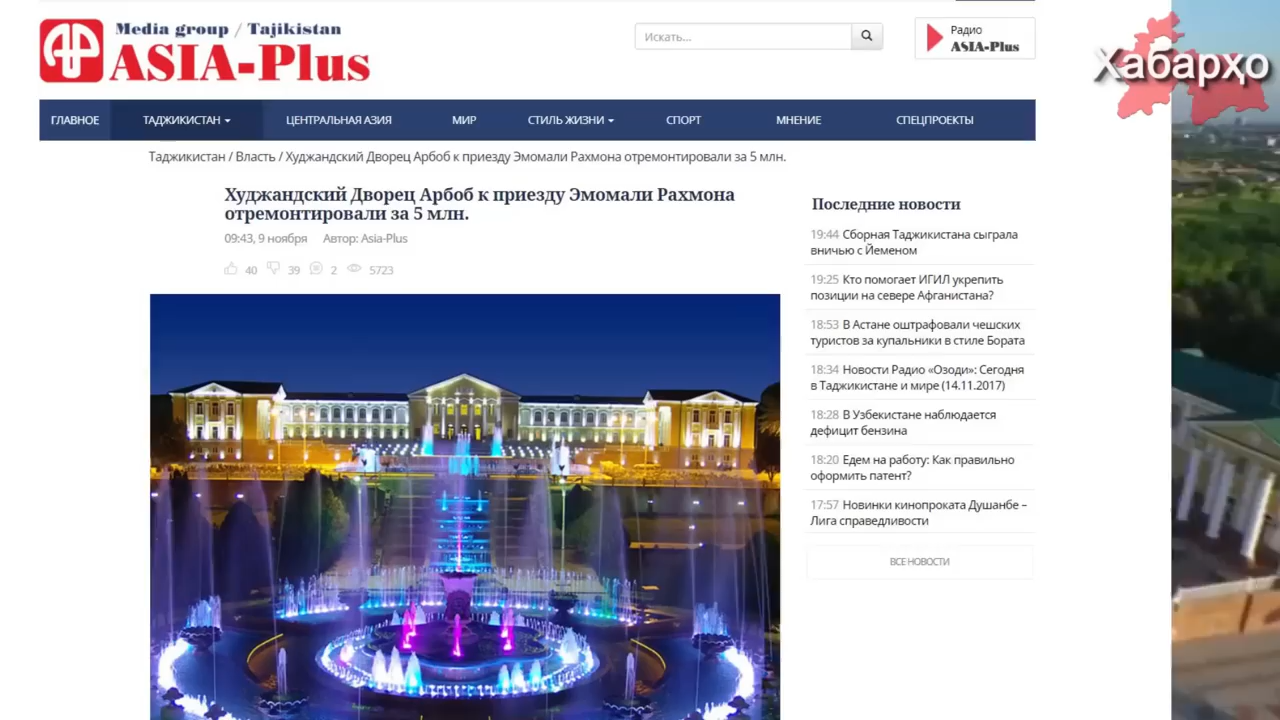 Media group / Tajikistan
ASIA-Plus
Искать...
Радио
ASIA-Plus
Хабарҳо
ГЛАВНОЕ ТАДЖИКИСТАН ЦЕНТРАЛЬНАЯ АЗИЯ МИР СТИЛЬ ЖИЗНИ СПОРТ МНЕНИЕ СПЕЦПРОЕКТЫ
Таджикистан / Власть / Худжандский Дворец Арбоб к приезду Эмомали Рахмона отремонтировали за 5 млн.
Худжандский Дворец Арбоб к приезду Эмомали Рахмона
отремонтировали за 5 млн.
09:43, 9 ноября Автор: Asia-Plus
40 39 2 5723
Последние новости
19:44 Сборная Таджикистана сыграла
вничью с Йеменом
19:25 Кто помогает ИГИЛ укрепить
позиции на севере Афганистана?
18:53 В Астане оштрафовали чешских
туристов за купальники в стиле Бората
18:34 Новости Радио «Озоди»: Сегодня
в Таджикистане и мире (14.11.2017)
18:28 В Узбекистане наблюдается
дефицит бензина
18:20 Едем на работу: Как правильно
оформить патент?
17:57 Новинки кинопроката Душанбе –
Лига справедливости
ВСЕ НОВОСТИ